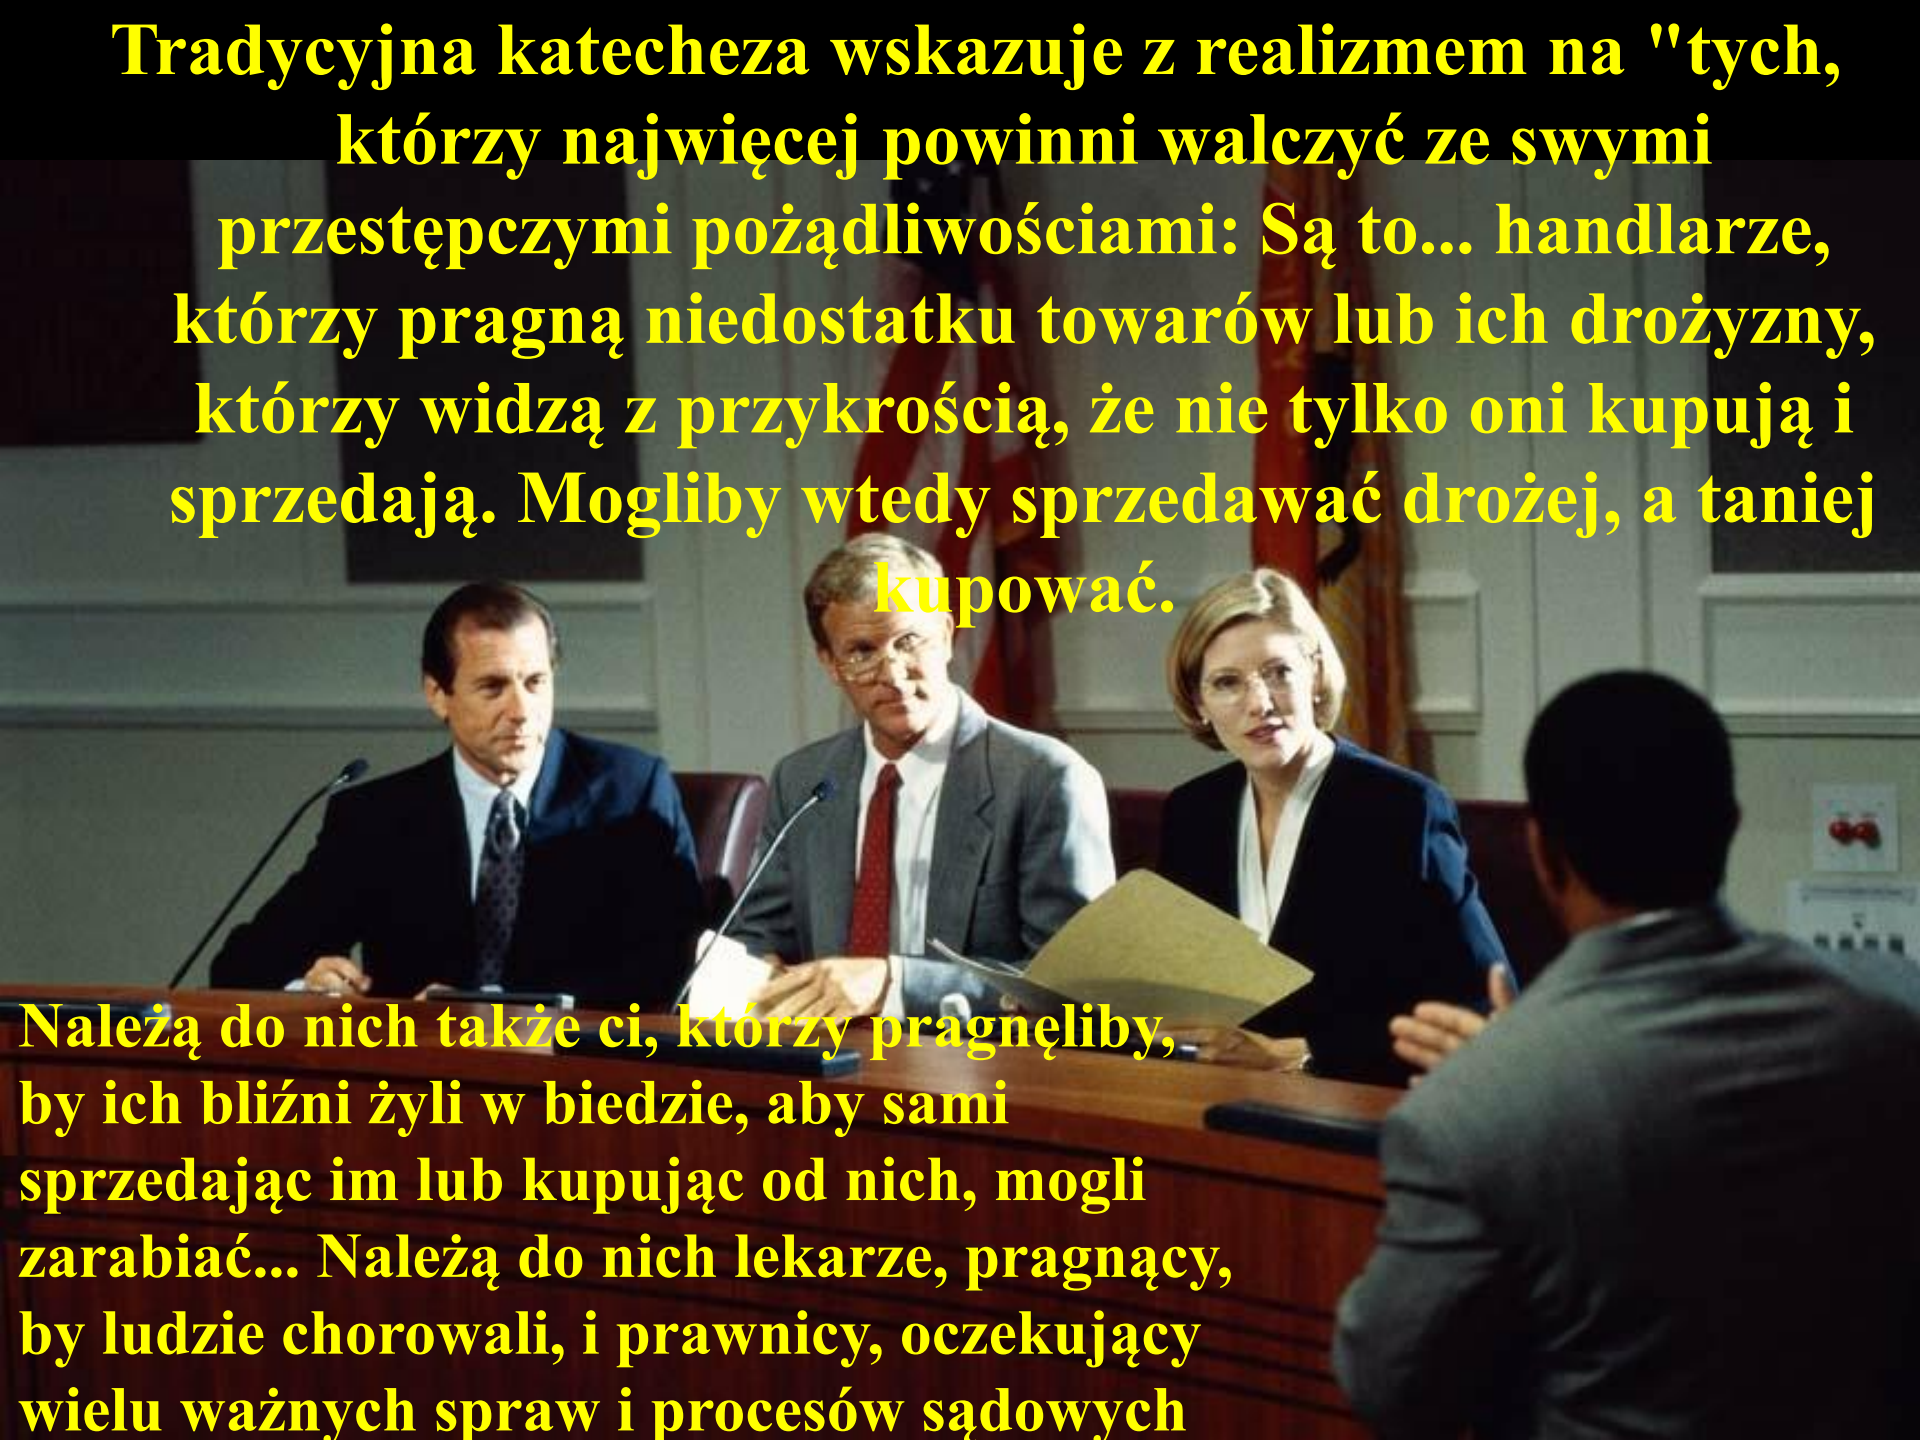 Tradycyjna katecheza wskazuje z realizmem na "tych,
którzy najwięcej powinni walczyć ze swymi
przestępczymi pożądliwościami: Są to... handlarze,
którzy pragną niedostatku towarów lub ich drożyzny,
którzy widzą z przykrością, że nie tylko oni kupują i
sprzedają. Mogliby wtedy sprzedawać drożej, a taniej
kupować.
Należą do nich także ci, którzy pragnęliby,
by ich bliźni żyli w biedzie, aby sami
sprzedając im lub kupując od nich, mogli
zarabiać... Należą do nich lekarze, pragnący,
by ludzie chorowali, i prawnicy, oczekujący
wielu ważnych spraw i procesów sądowych